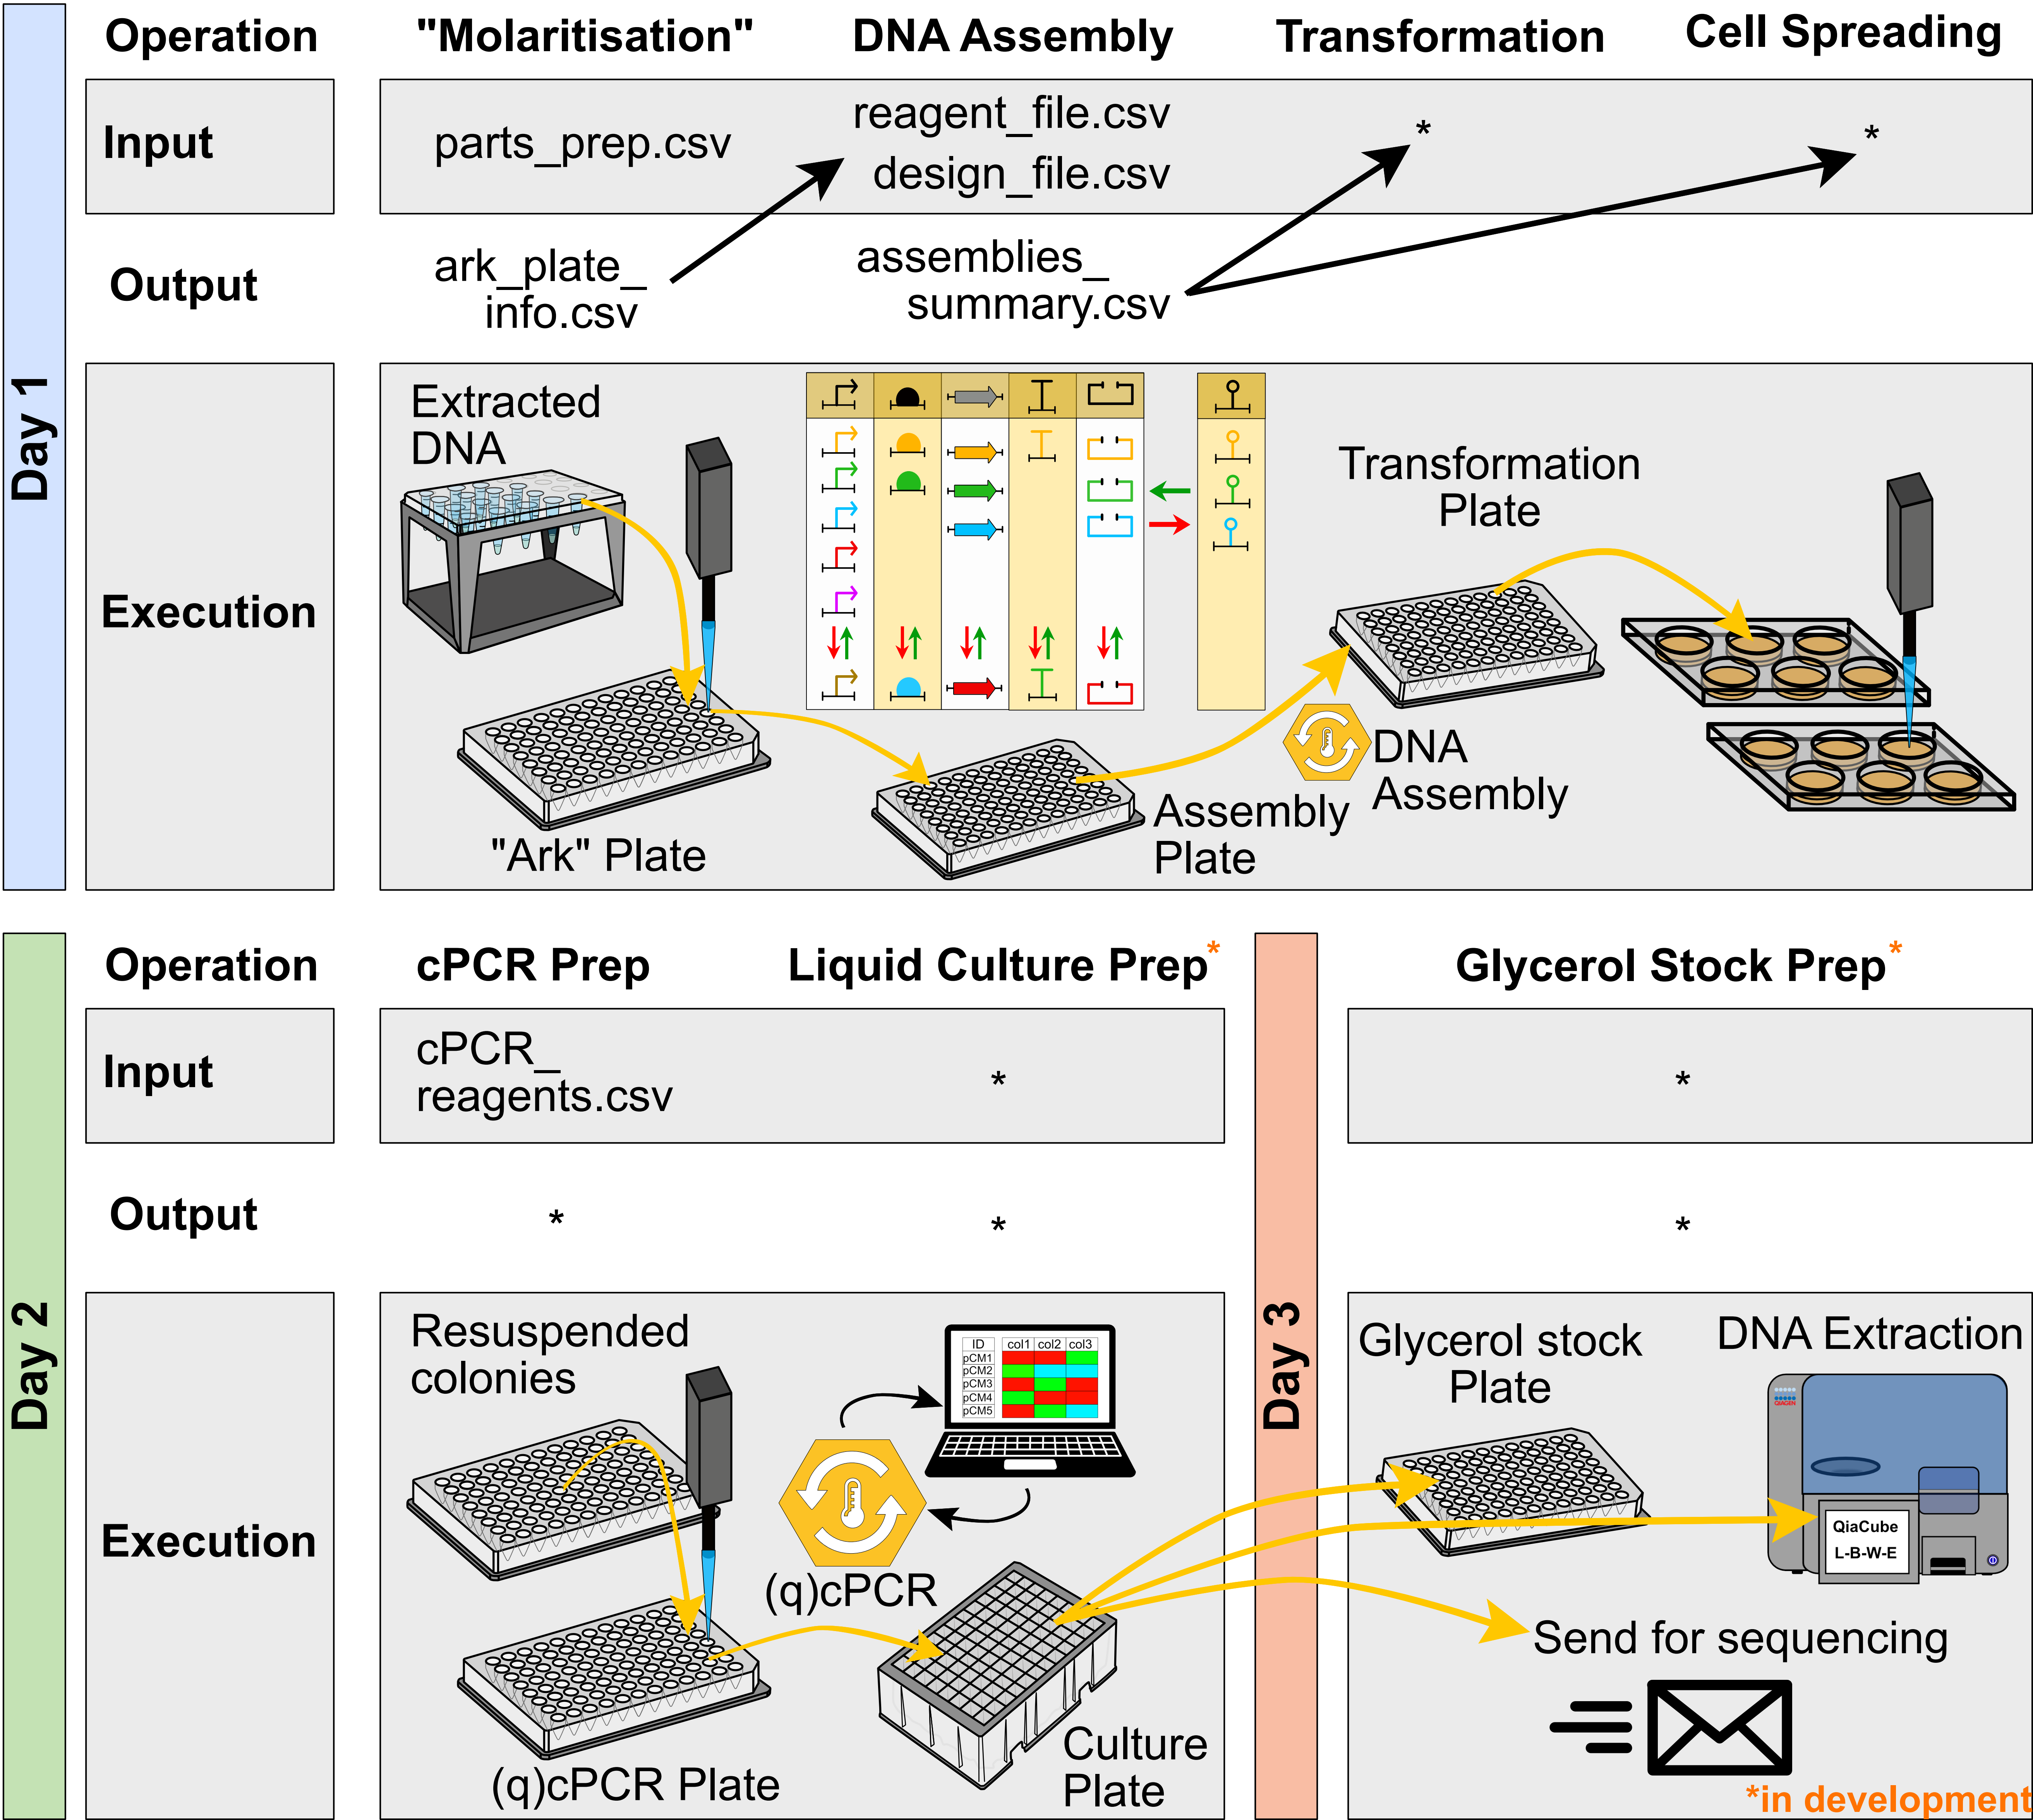 Day 1
Operation
"Molaritisation"
DNA Assembly
Transformation
Cell Spreading
Input
parts_prep.csv
reagent_file.csv
design_file.csv
*
*
Output
ark_plate_
info.csv
assemblies_
summary.csv
Execution
Extracted
DNA
"Ark" Plate
Assembly
Plate
DNA
Assembly
Transformation
Plate
Day 2
Operation
cPCR Prep
Liquid Culture Prep*
Input
cPCR_
reagents.csv
*
Output
*
*
Execution
Resuspended
colonies
ID col1 col2 col3
pCM1
pCM2
pCM3
pCM4
pCM5
(q)cPCR
(q)cPCR Plate
Culture
Plate
Day 3
Glycerol Stock Prep*
*
*
Glycerol stock
Plate
DNA Extraction
QIAGEN
QiaCube
L-B-W-E
Send for sequencing
*in development